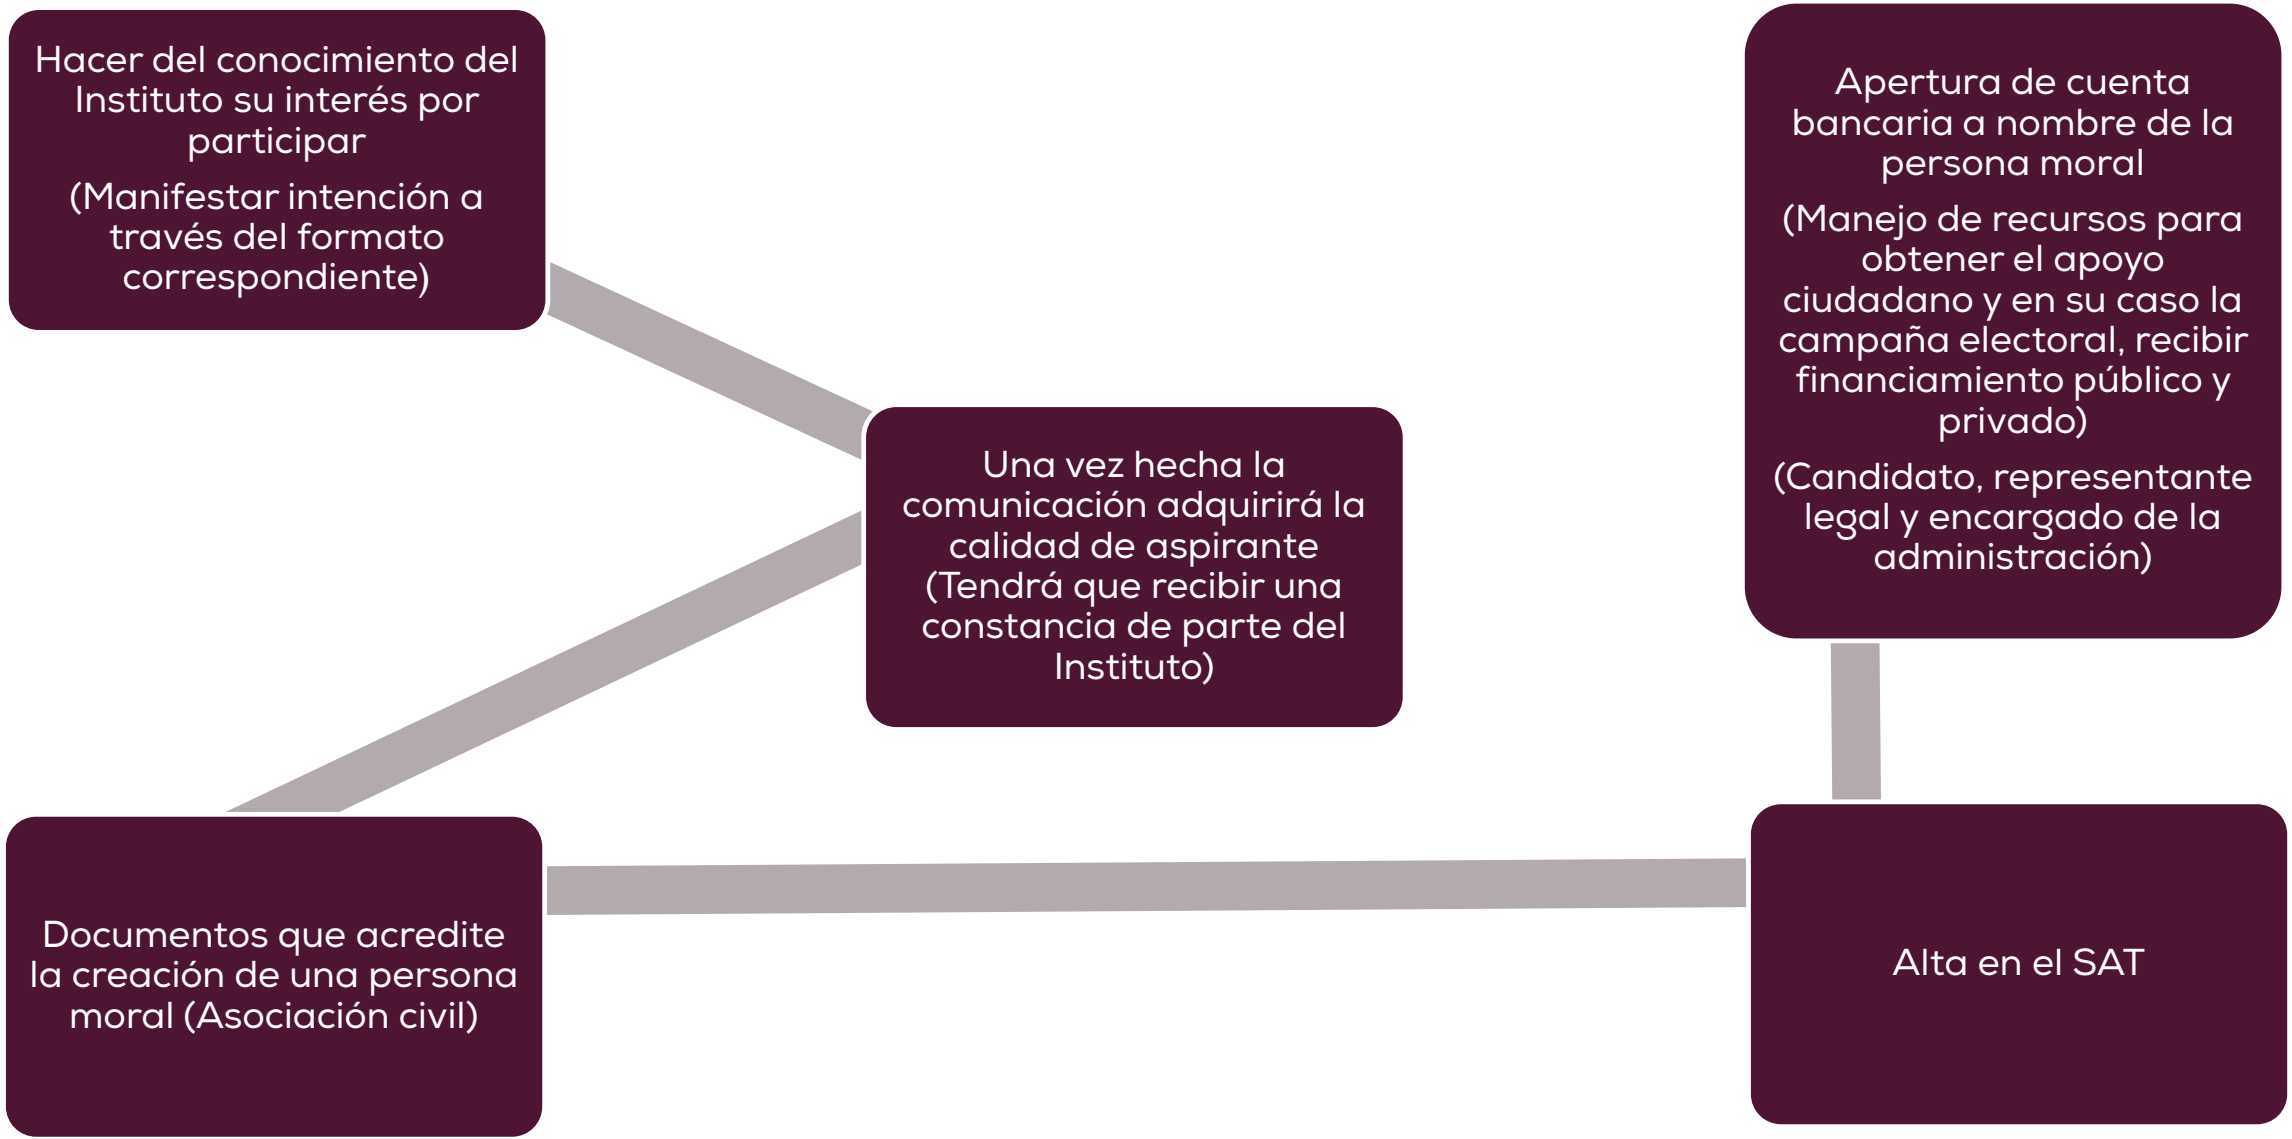 Hacer del conocimiento del
Instituto su interés por
participar
(Manifestar intención a
través del formato
correspondiente)
Una vez hecha la
comunicación adquirirá la
calidad de aspirante
(Tendrá que recibir una
constancia de parte del
Instituto)
Documentos que acredite
la creación de una persona
moral (Asociación civil)
Alta en el SAT
Apertura de cuenta
bancaria a nombre de la
persona moral
(Manejo de recursos para
obtener el apoyo
ciudadano y en su caso la
campaña electoral, recibir
financiamiento público y
privado)
(Candidato, representante
legal y encargado de la
administración)